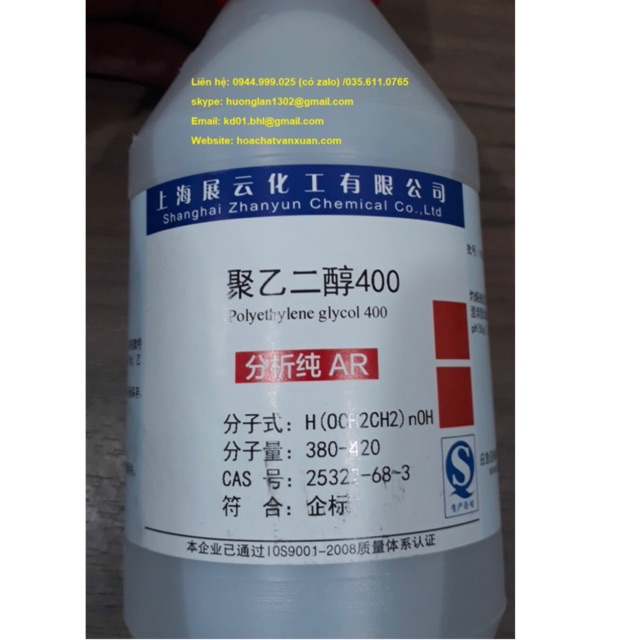 Liên hệ: 0944.999.025 (có zalo) /035.611.0765
skype: huonglan1302@gmail.com
Email: kd01.bhl@gmail.com
Website: hoachatvanxuan.com
上海展云化工有限公司
Shanghai Zhanyun Chemical Co.,Ltd
聚乙二醇400
Polyethylene glycol 400
分析纯 AR
分子式: H(OCH2CH2)nOH
分子量: 380-420
CAS 号: 25322-68-3
符 合: 企标
生产许可
本企业已通过IOS9001-2008质量体系认证